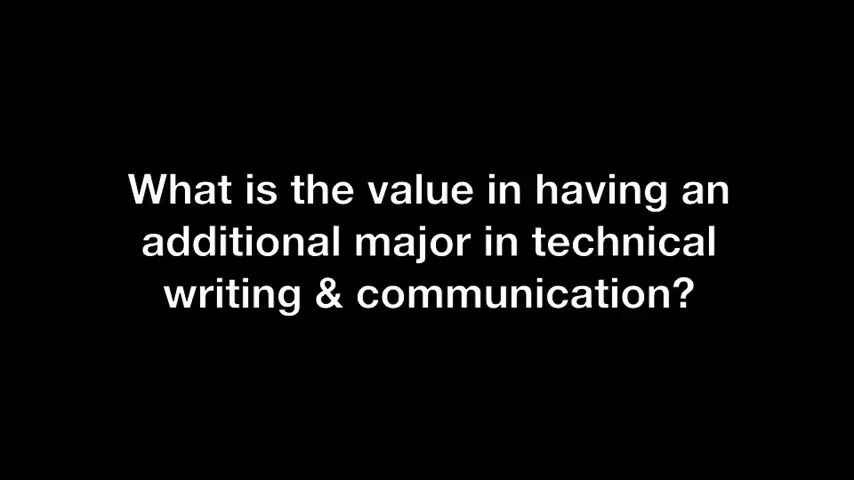 What is the value in having an
additional major in technical
writing & communication?